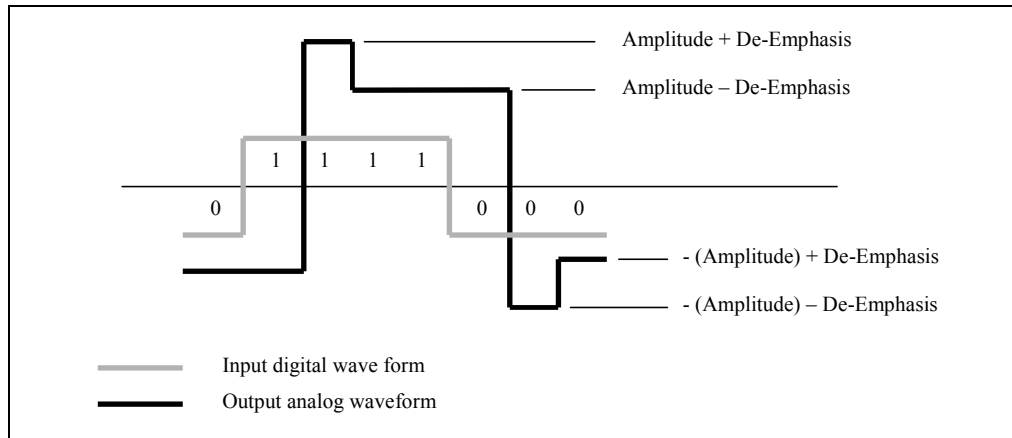 Amplitude + De-Emphasis
Amplitude – De-Emphasis
1 1 1 1
0 0 0 0
- (Amplitude) + De-Emphasis
- (Amplitude) – De-Emphasis
Input digital wave form
Output analog waveform